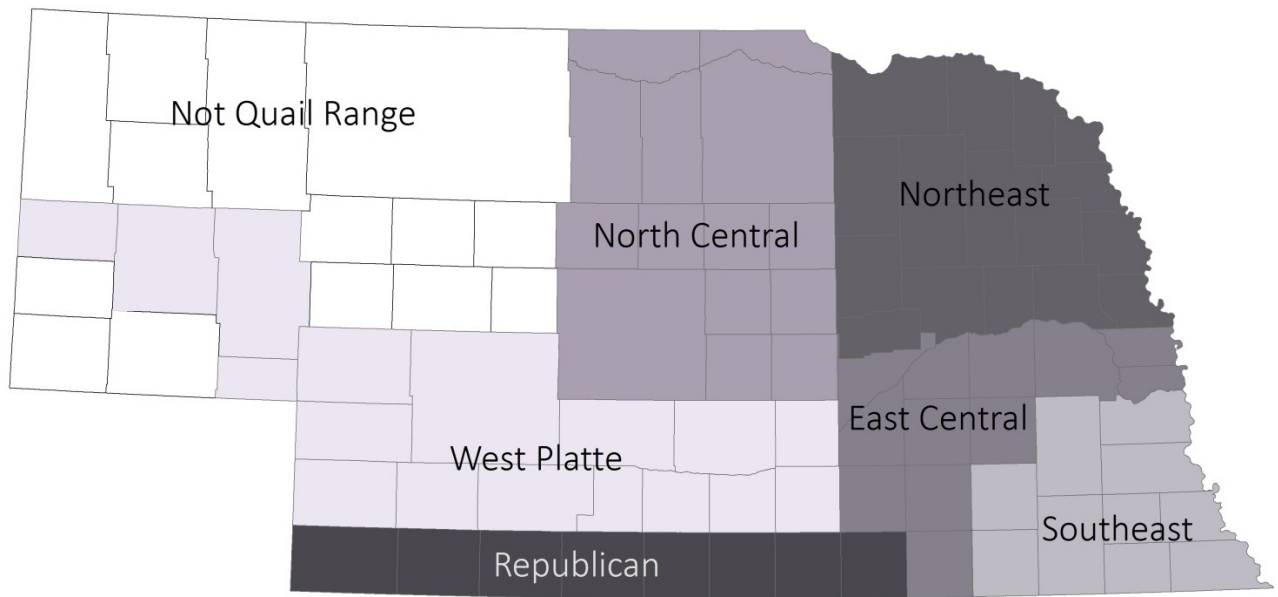 Not Quail Range
Northeast
North Central
East Central
West Platte
Southeast
Republican